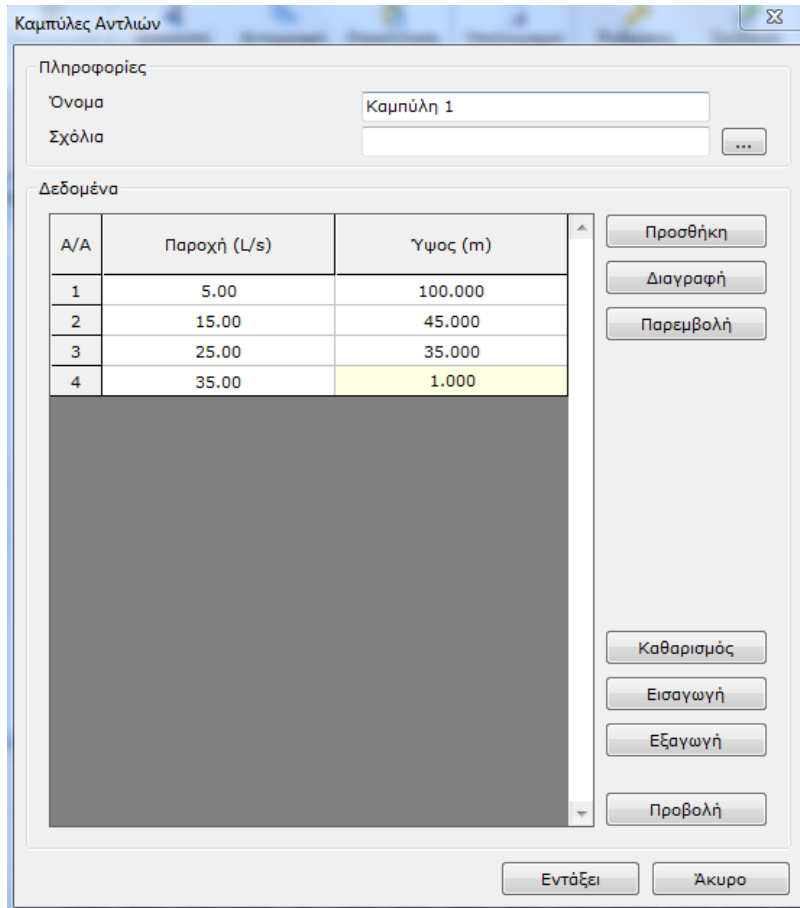 Καμπύλες Αντλιών
Πληροφορίες
Όνομα Καμπύλη 1
Σχόλια ...
Δεδομένα
Α/Α Παροχή (L/s) Ύψος (m)
1 5.00 100.000
2 15.00 45.000
3 25.00 35.000
4 35.00 1.000
Προσθήκη
Διαγραφή
Παρεμβολή
Καθαρισμός
Εισαγωγή
Εξαγωγή
Προβολή
Εντάξει Άκυρο